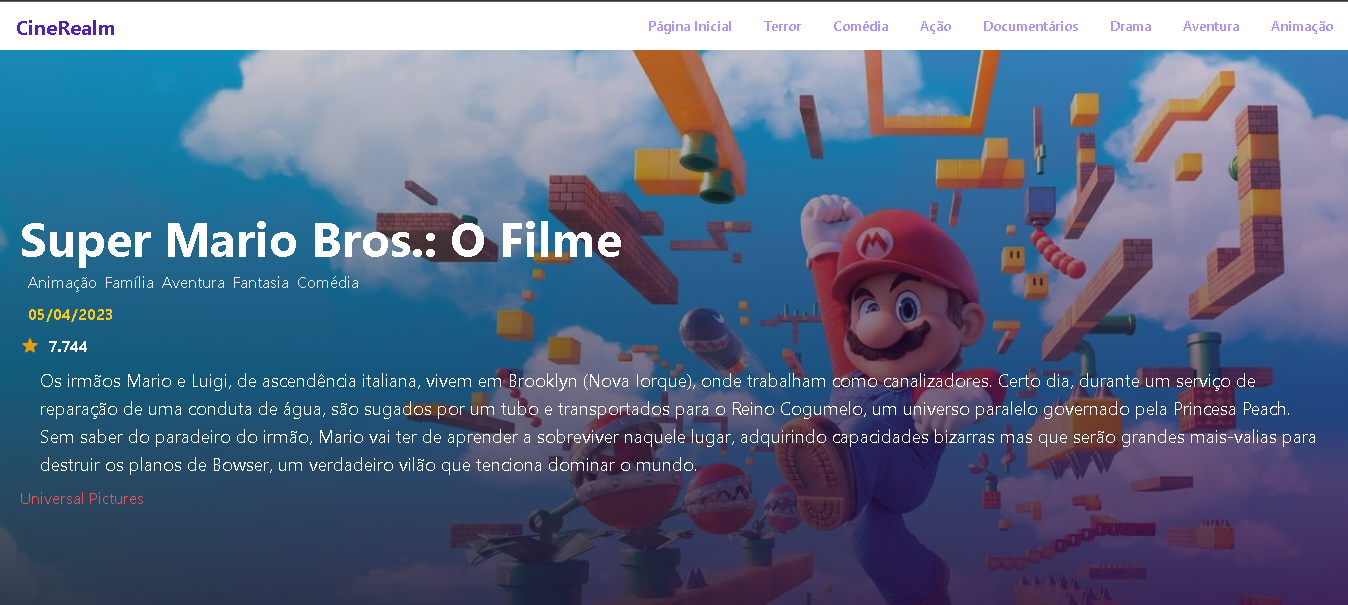 CineRealm
Página Inicial Terror Comédia Ação Documentários Drama Aventura Animação
Super Mario Bros.: O Filme
Animação Família Aventura Fantasia Comédia
05/04/2023
7.744
Os irmãos Mario e Luigi, de ascendência italiana, vivem em Brooklyn (Nova Iorque), onde trabalham como canalizadores. Certo dia, durante um serviço de
reparação de uma conduta de água, são sugados por um tubo e transportados para o Reino Cogumelo, um universo paralelo governado pela Princesa Peach.
Sem saber do paradeiro do irmão, Mario vai ter de aprender a sobreviver naquele lugar, adquirindo capacidades bizarras mas que serão grandes mais-valias para
destruir os planos de Bowser, um verdadeiro vilão que tenciona dominar o mundo.
Universal Pictures